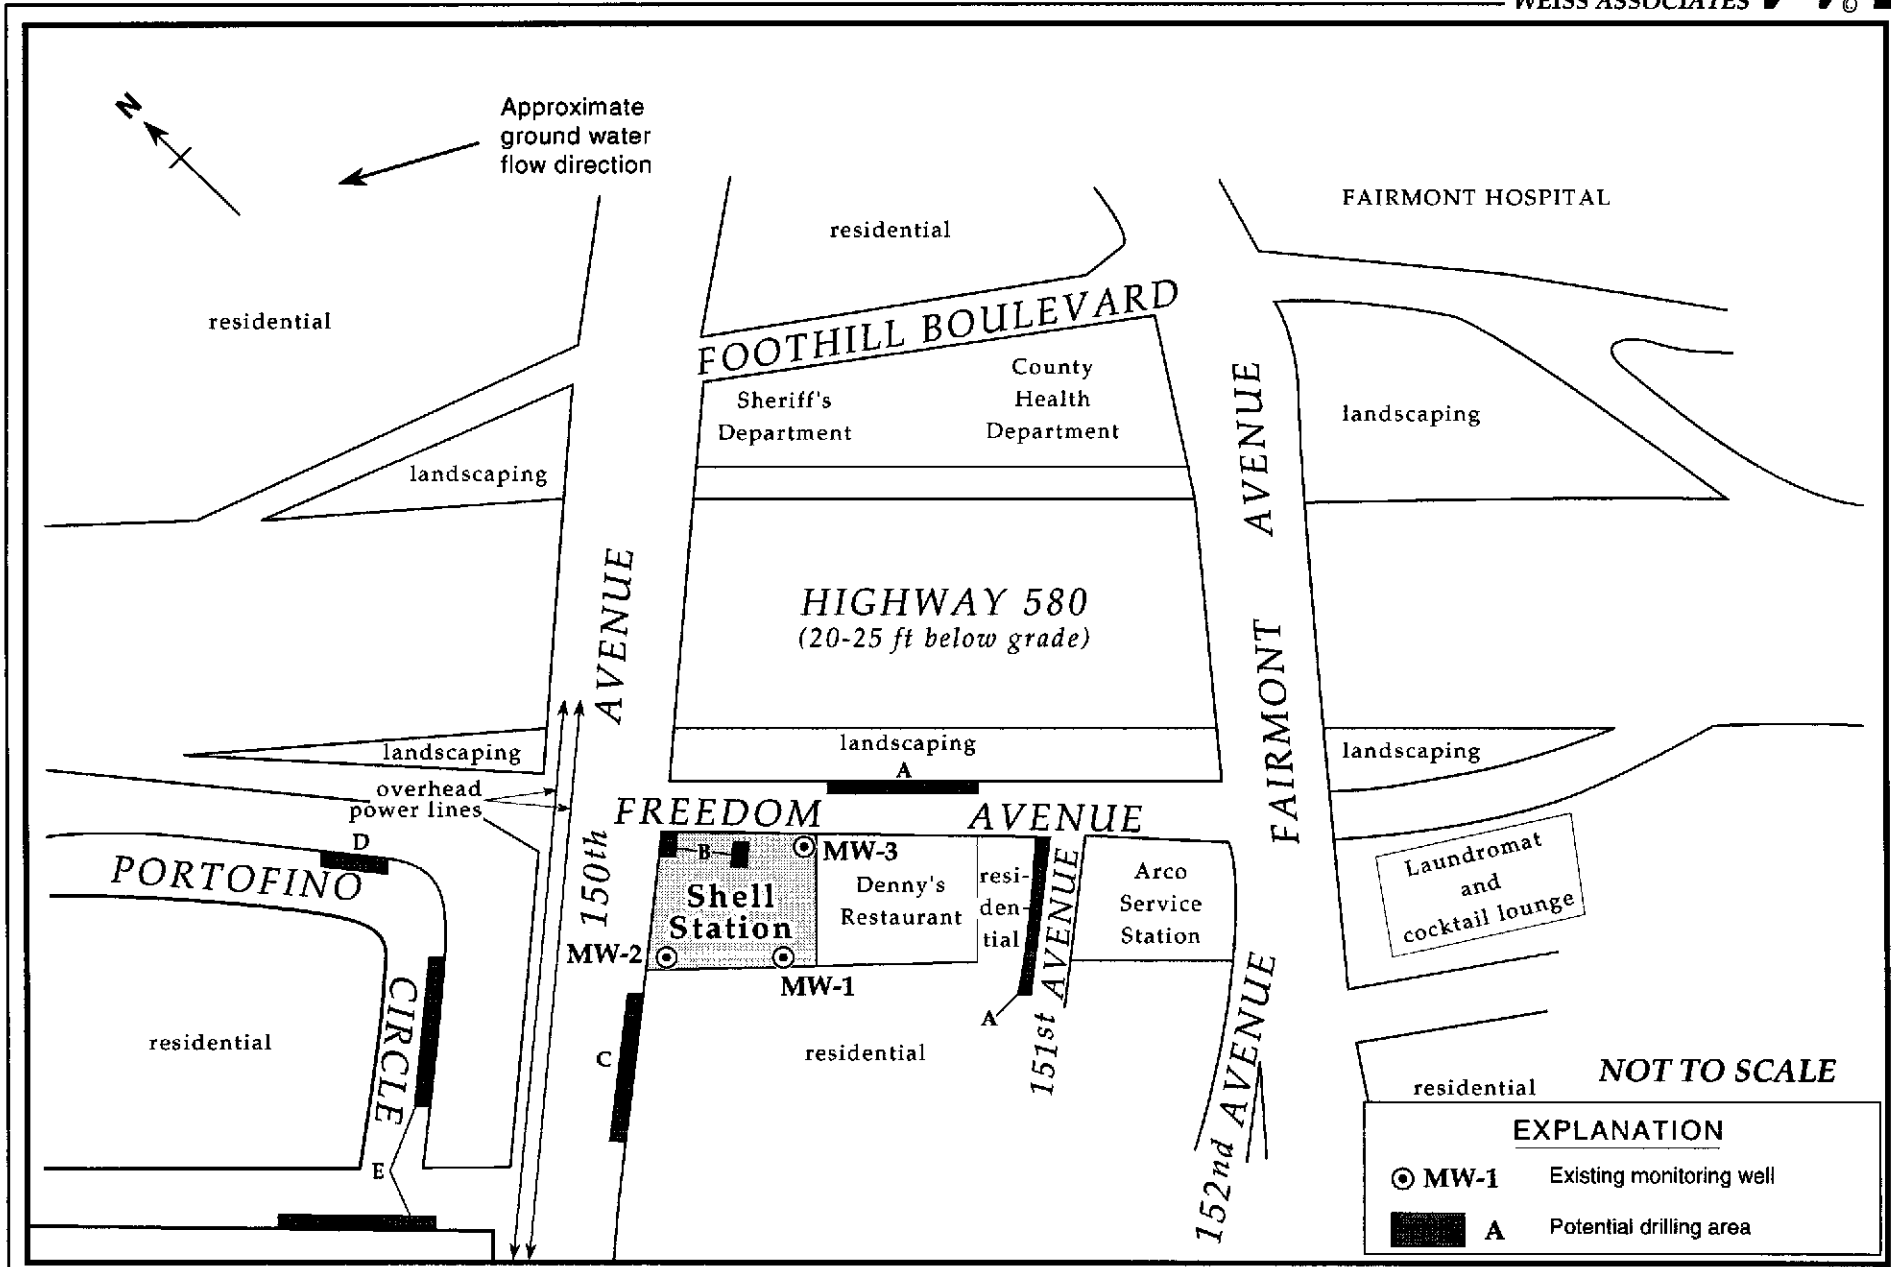 WEISS ASSOCIATES
©
N
Approximate
ground water
flow direction
FAIRMONT HOSPITAL
residential
residential
FOOTHILL BOULEVARD
Sheriff's
Department
County
Health
Department
landscaping
landscaping
AVENUE
FAIRMONT AVENUE
HIGHWAY 580
(20-25 ft below grade)
landscaping
landscaping
landscaping
A
overhead
power lines
FREEDOM AVENUE
150th
D
PORTOFINO
CIRCLE
B
MW-3
Shell
Station
Denny's
Restaurant
resi-
den-
tial
Arco
Service
Station
Laundromat
and
cocktail lounge
MW-2
MW-1
A
151st AVENUE
152nd AVENUE
residential
C
residential
E
residential
NOT TO SCALE
EXPLANATION
MW-1 Existing monitoring well
A Potential drilling area